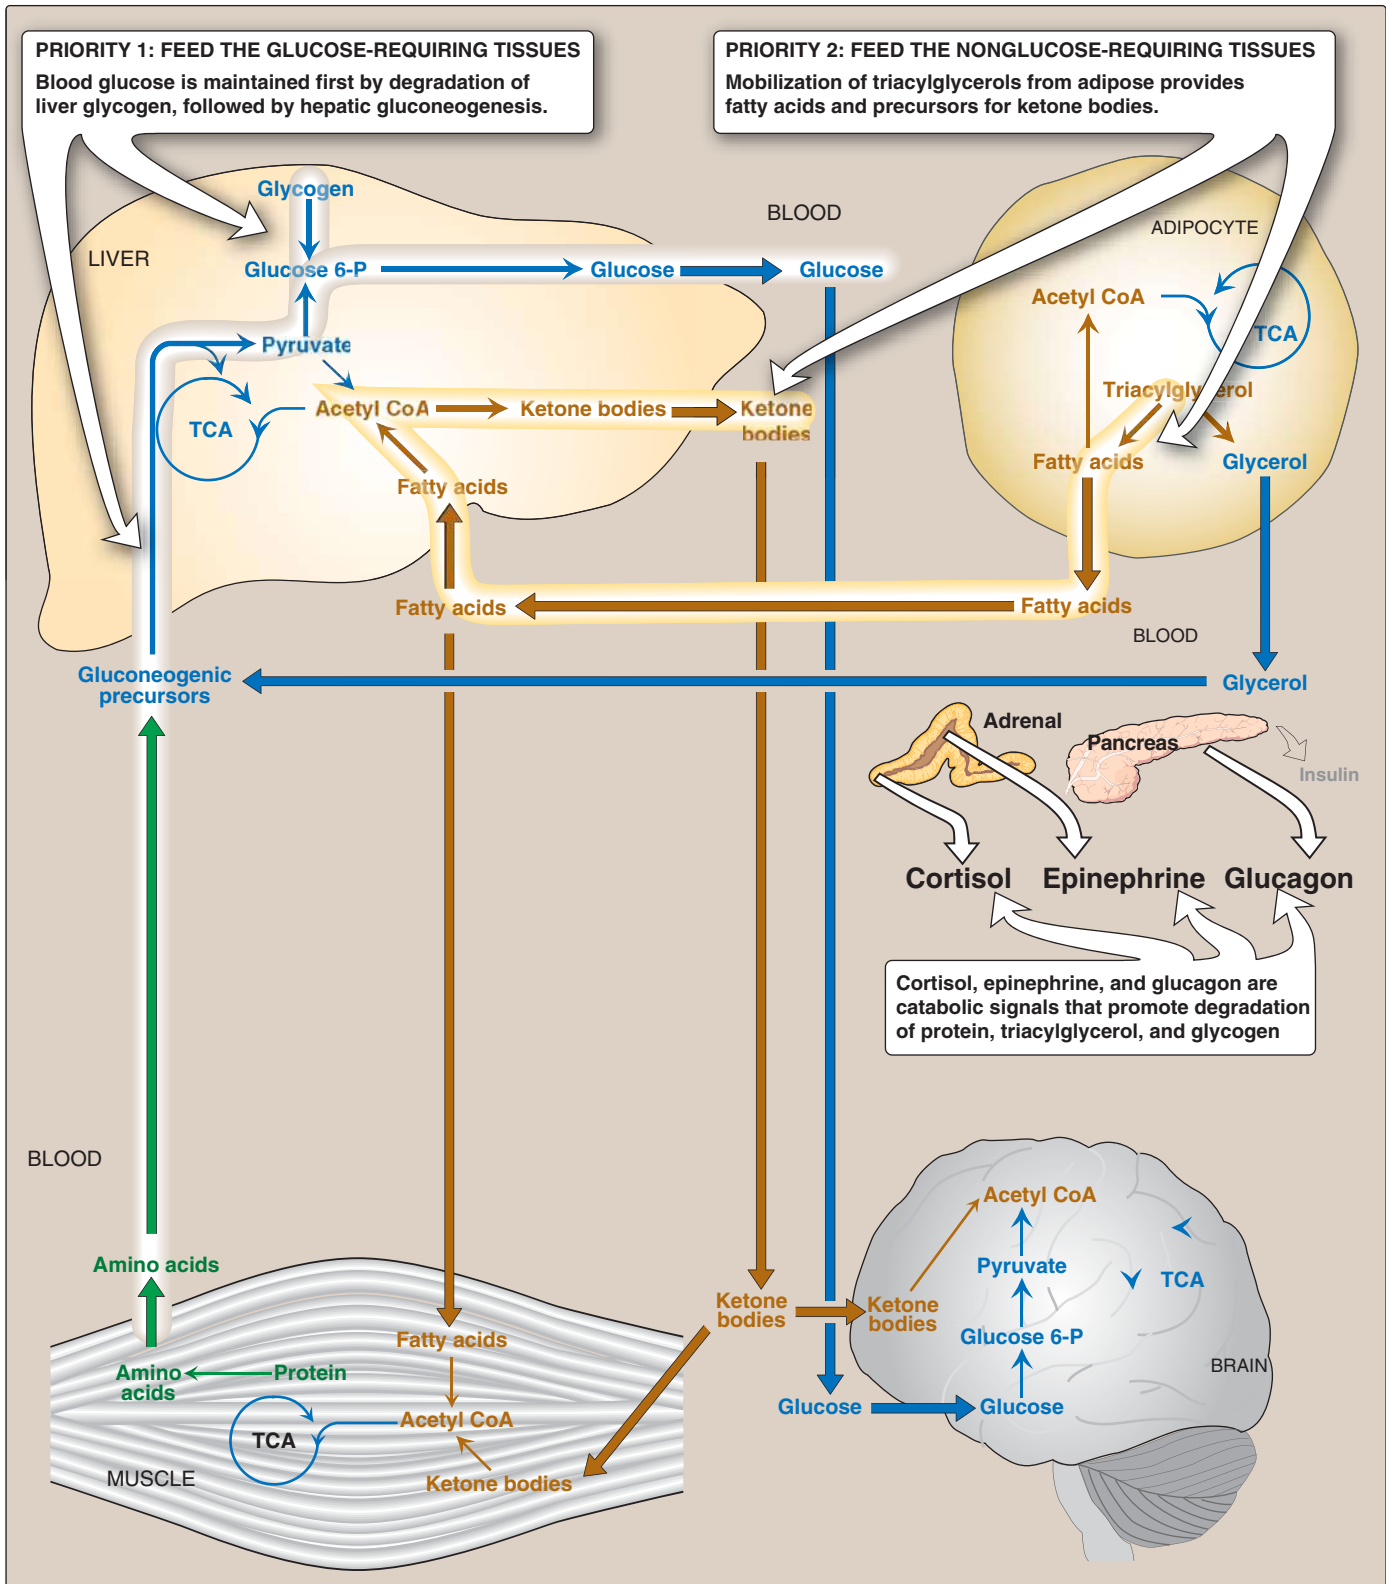 PRIORITY 1: FEED THE GLUCOSE-REQUIRING TISSUES
Blood glucose is maintained first by degradation of
liver glycogen, followed by hepatic gluconeogenesis.
PRIORITY 2: FEED THE NONGLUCOSE-REQUIRING TISSUES
Mobilization of triacylglycerols from adipose provides
fatty acids and precursors for ketone bodies.
LIVER
Glycogen
Glucose 6-P
Glucose
Pyruvate
TCA
Acetyl CoA
Ketone bodies
Fatty acids
BLOOD
Glucose
Ketone
bodies
ADIPOCYTE
Acetyl CoA
TCA
Triacylglycerol
Fatty acids
Glycerol
Fatty acids
Fatty acids
BLOOD
Gluconeogenic
precursors
Glycerol
Adrenal
Pancreas
Insulin
Cortisol
Epinephrine
Glucagon
Cortisol, epinephrine, and glucagon are
catabolic signals that promote degradation
of protein, triacylglycerol, and glycogen
BLOOD
Amino acids
Fatty acids
Amino
acids
Protein
Acetyl CoA
TCA
Ketone bodies
MUSCLE
Ketone
bodies
Glucose
Acetyl CoA
Pyruvate
TCA
Ketone
bodies
Glucose 6-P
Glucose
BRAIN